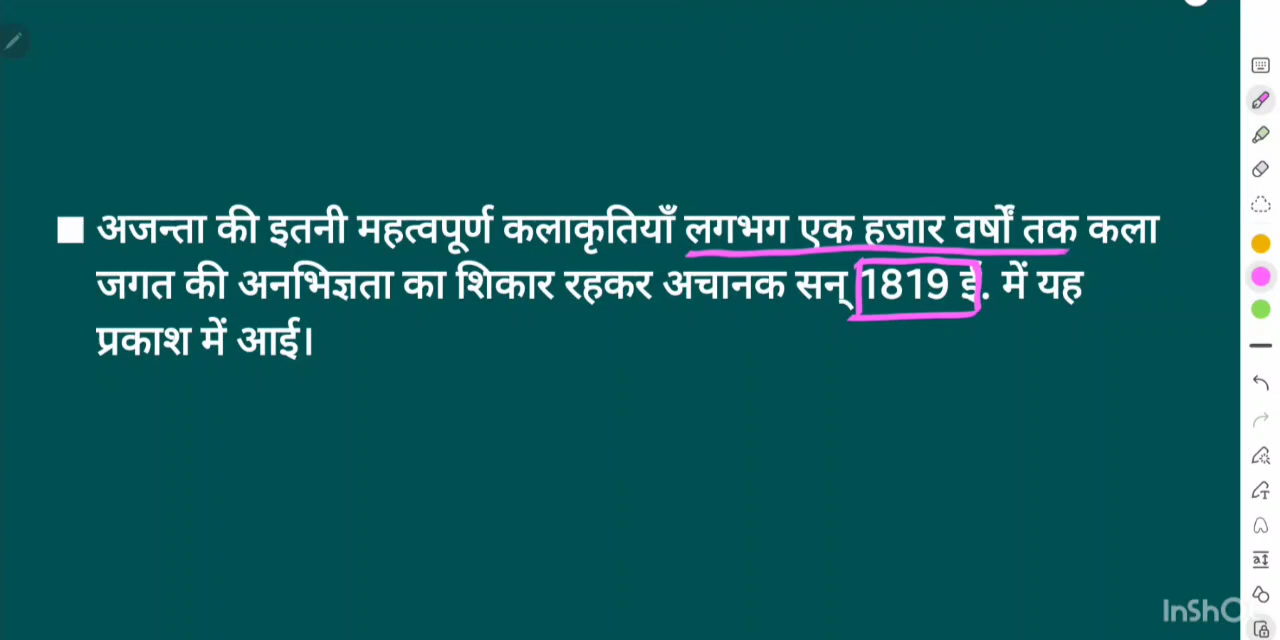 ■ अजन्ता की इतनी महत्वपूर्ण कलाकृतियाँ लगभग एक हजार वर्षों तक कला
जगत की अनभिज्ञता का शिकार रहकर अचानक सन् 1819 ई. में यह
प्रकाश में आई।
InShO